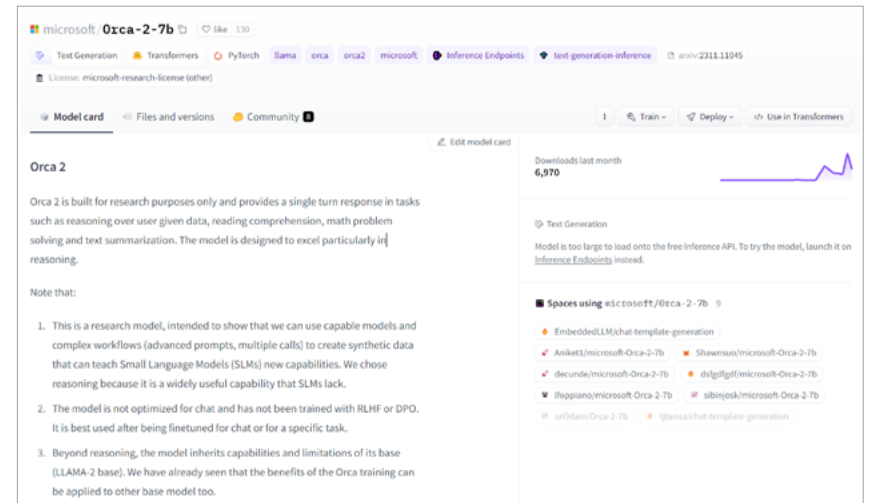 microsoft/Orca-2-7b like 130
Text Generation Transformers PyTorch llama orca orca2 microsoft Inference Endpoints text-generation-inference arxiv:2311.11045
License: microsoft-research-license (other)
Model card Files and versions Community 8 Train Deploy Use in Transformers
Edit model card
Orca 2
Orca 2 is built for research purposes only and provides a single turn response in tasks
such as reasoning over user given data, reading comprehension, math problem
solving and text summarization. The model is designed to excel particularly in
reasoning.
Note that:
1. This is a research model, intended to show that we can use capable models and
complex workflows (advanced prompts, multiple calls) to create synthetic data
that can teach Small Language Models (SLMs) new capabilities. We chose
reasoning because it is a widely useful capability that SLMs lack.
2. The model is not optimized for chat and has not been trained with RLHF or DPO.
It is best used after being finetuned for chat or for a specific task.
3. Beyond reasoning, the model inherits capabilities and limitations of its base
(LLAMA-2 base). We have already seen that the benefits of the Orca training can
be applied to other base model too.
Downloads last month
6,970
Text Generation
Model is too large to load onto the free Inference API. To try the model, launch it on
Inference Endpoints instead.
Spaces using microsoft/Orca-2-7b 9
EmbeddedLLM/chat-template-generation
Aniket1/microsoft-Orca-2-7b Shawnsuo/microsoft-Orca-2-7b
decunde/microsoft-Orca-2-7b dsfgdfgdf/microsoft-Orca-2-7b
lfoppiano/microsoft-Orca-2-7b sibinjosk/microsoft-Orca-2-7b
tjtanaa/chat-template-generation